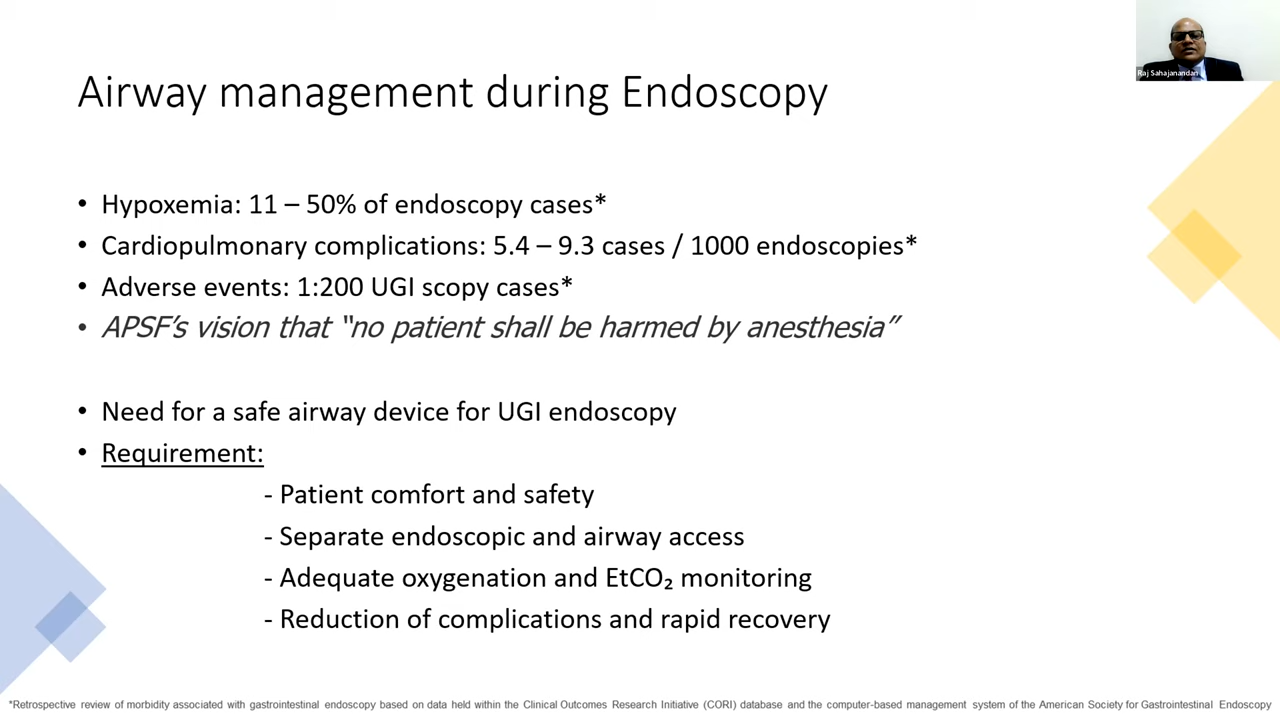 Raj Sahajanandan
Airway management during Endoscopy
• Hypoxemia: 11 – 50% of endoscopy cases*
• Cardiopulmonary complications: 5.4 – 9.3 cases / 1000 endoscopies*
• Adverse events: 1:200 UGI scopy cases*
• APSF’s vision that “no patient shall be harmed by anesthesia”
• Need for a safe airway device for UGI endoscopy
• Requirement:
- Patient comfort and safety
- Separate endoscopic and airway access
- Adequate oxygenation and EtCO₂ monitoring
- Reduction of complications and rapid recovery
*Retrospective review of morbidity associated with gastrointestinal endoscopy based on data held within the Clinical Outcomes Research Initiative (CORI) database and the computer-based management system of the American Society for Gastrointestinal Endoscopy